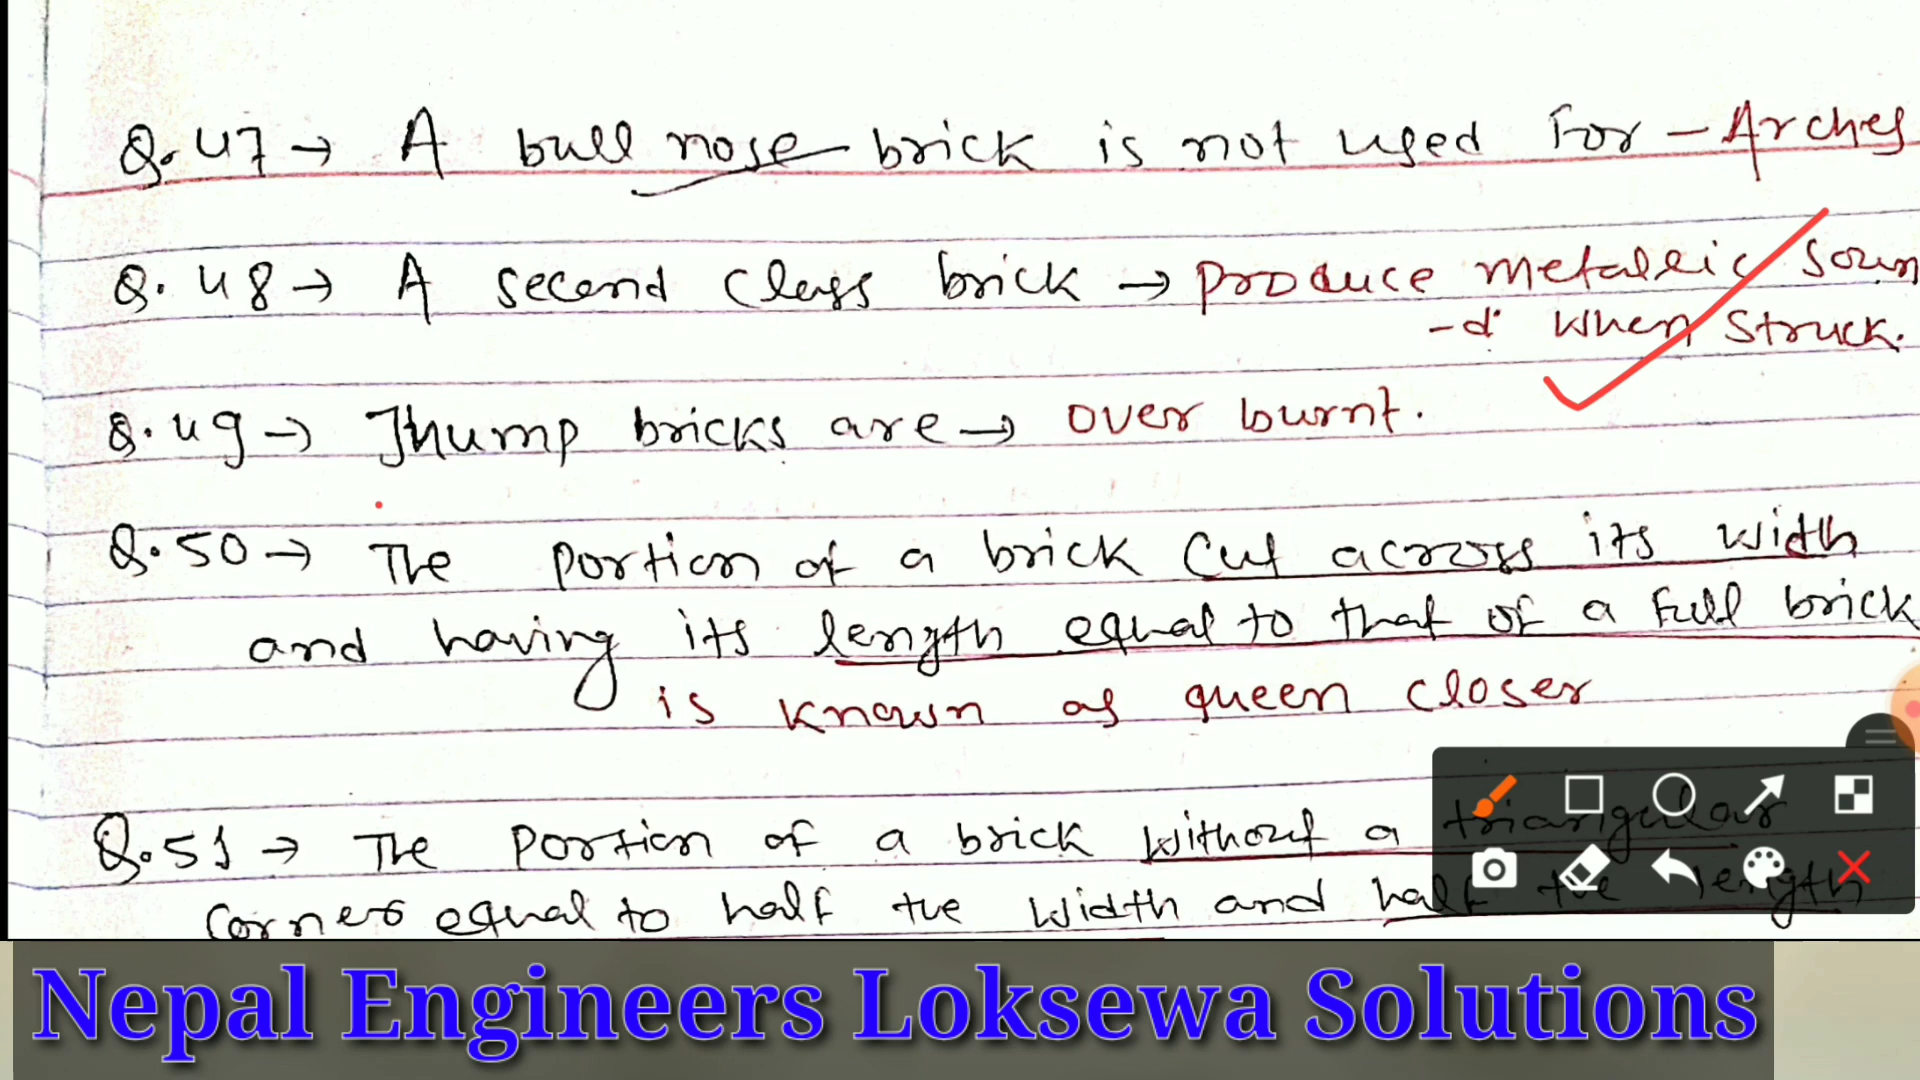 Q.47→ A bull nose brick is not used For - Arches
Q.48→ A second class brick → produce metallic soun
-d when struck.
Q.49→ Jhump bricks are → over burnt.
Q.50→ The portion of a brick cut across its width
and having its length equal to that of a full brick
is known as queen closer
Q.51→ The portion of a brick without a triangular
corner equal to half the width and half the length
Nepal Engineers Loksewa Solutions